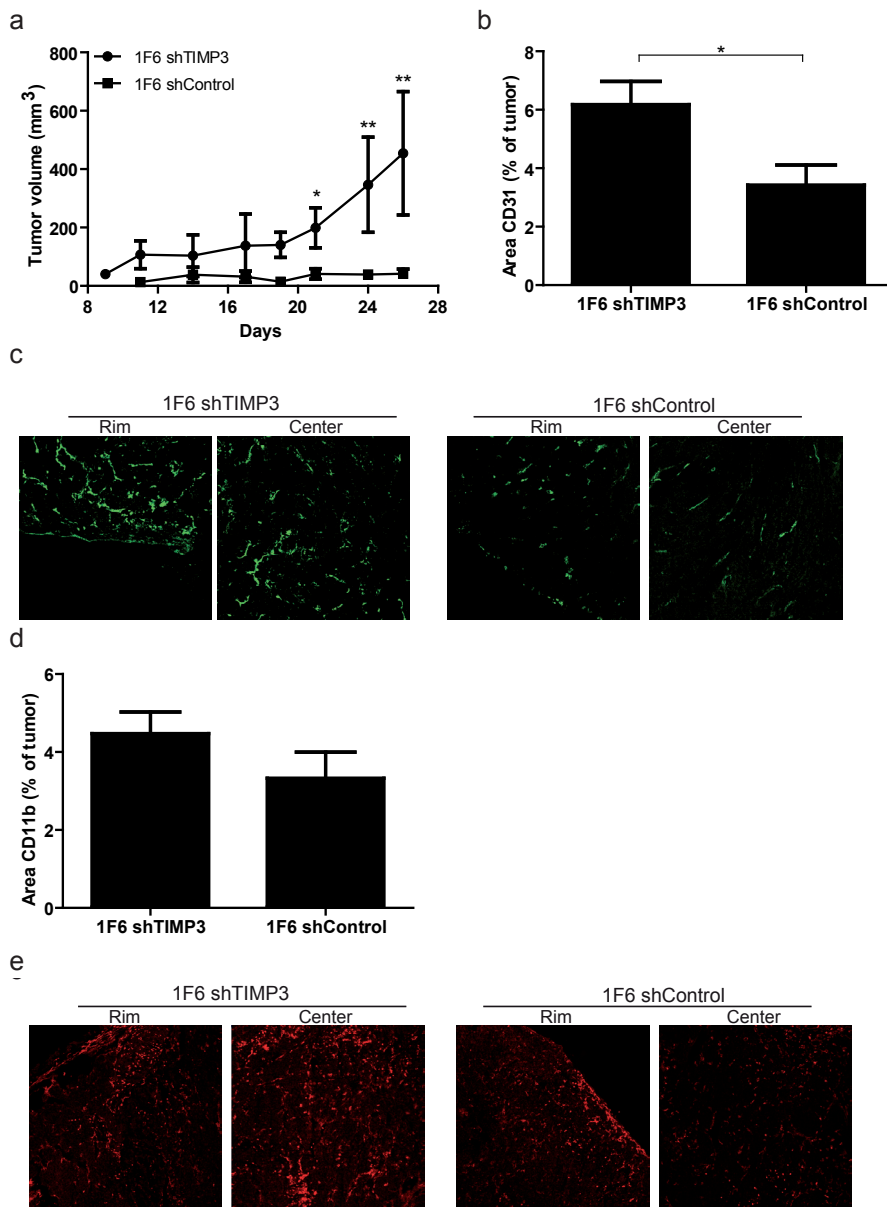 a
Tumor volume (mm3)
800
600
400
200
0
8
12
16
20
24
28
Days
1F6 shTIMP3
1F6 shControl
*
**
**
b
Area CD31 (% of tumor)
8
6
4
2
0
*
1F6 shTIMP3
1F6 shControl
c
1F6 shTIMP3
Rim
Center
1F6 shControl
Rim
Center
d
Area CD11b (% of tumor)
6
4
2
0
1F6 shTIMP3
1F6 shControl
e
1F6 shTIMP3
Rim
Center
1F6 shControl
Rim
Center